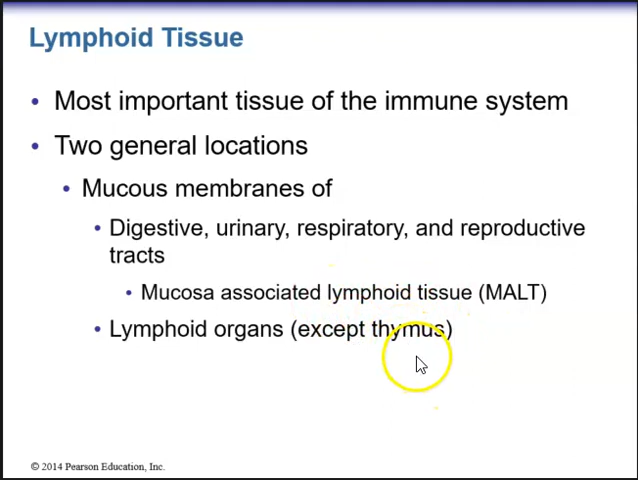 Lymphoid Tissue
• Most important tissue of the immune system
• Two general locations
• Mucous membranes of
• Digestive, urinary, respiratory, and reproductive
tracts
• Mucosa associated lymphoid tissue (MALT)
• Lymphoid organs (except thymus)
© 2014 Pearson Education, Inc.